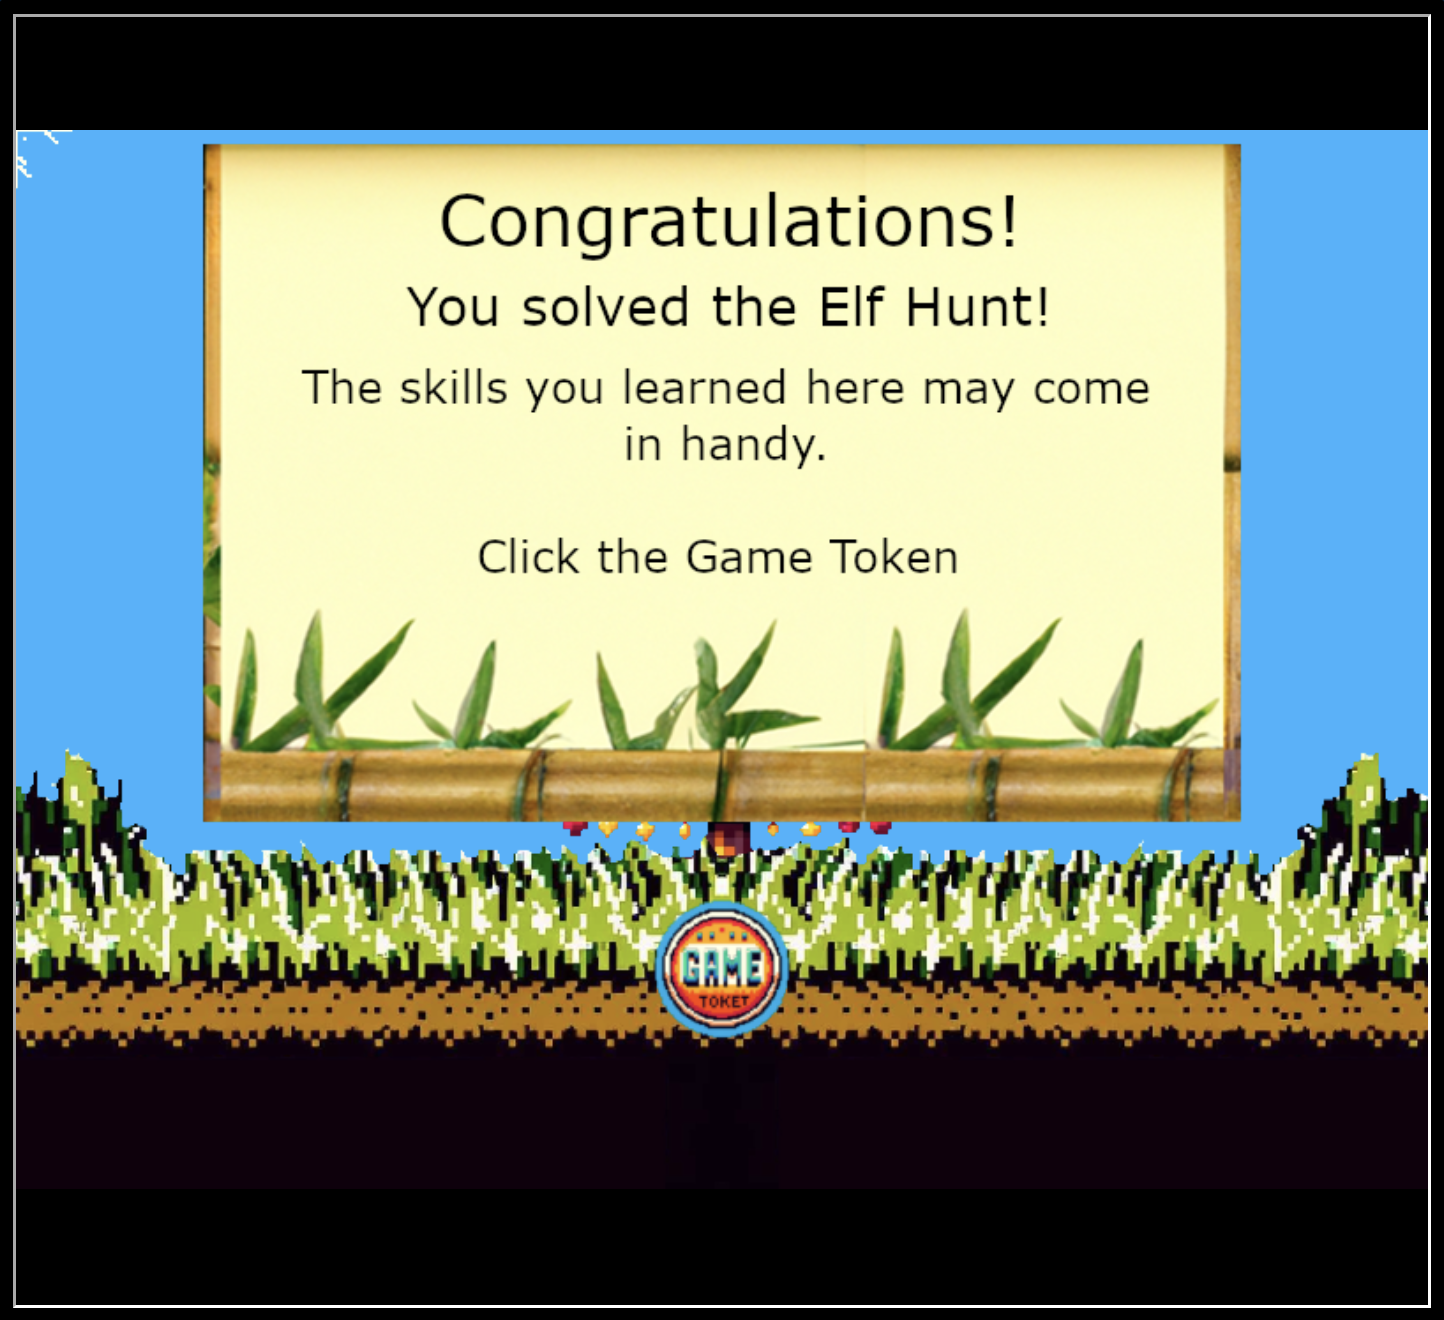 Congratulations!
You solved the Elf Hunt!
The skills you learned here may come
in handy.
Click the Game Token
GAME
TOKET